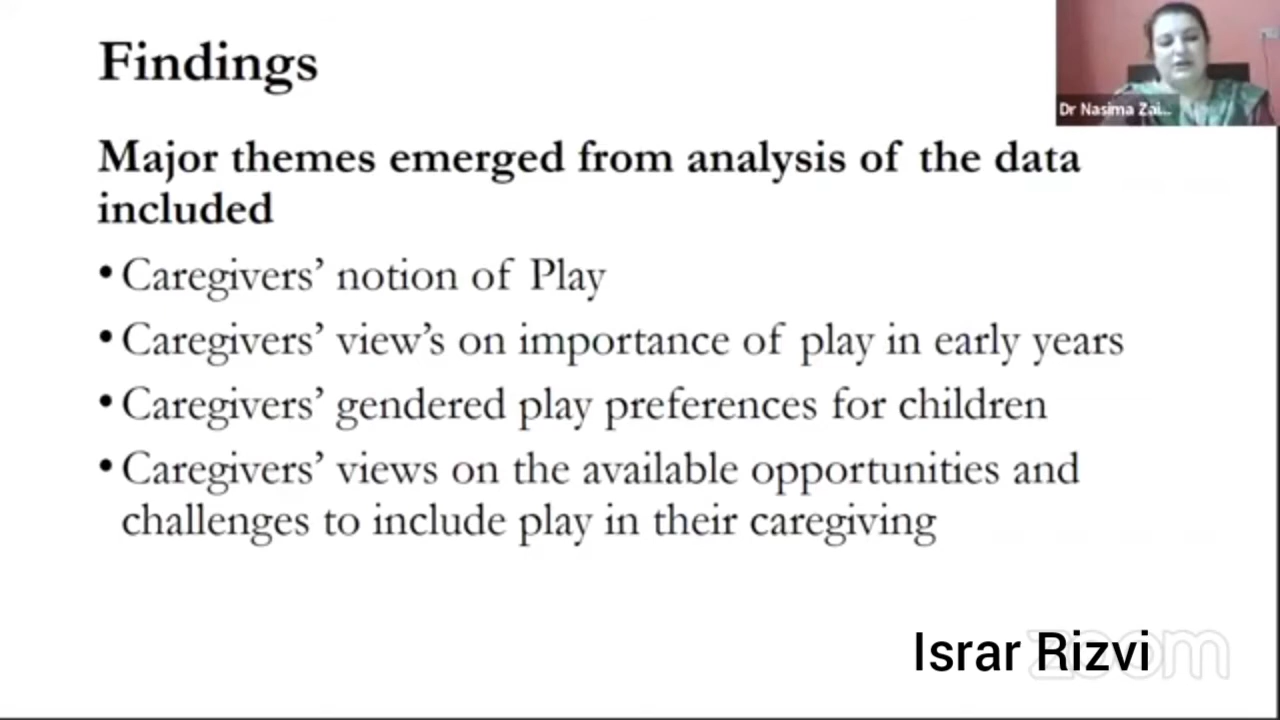 Findings
Dr Nasima Zai...
Major themes emerged from analysis of the data
included
• Caregivers' notion of Play
• Caregivers' view's on importance of play in early years
• Caregivers' gendered play preferences for children
• Caregivers' views on the available opportunities and
challenges to include play in their caregiving
Israr Rizvi
zoom